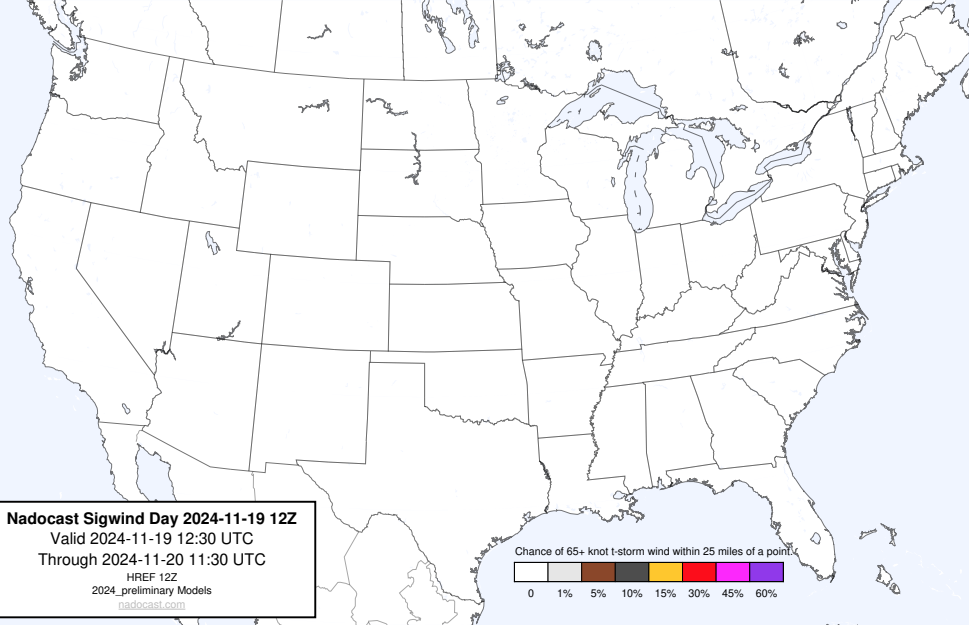 Nadocast Sigwind Day 2024-11-19 12Z
Valid 2024-11-19 12:30 UTC
Through 2024-11-20 11:30 UTC
HREF 12Z
2024_preliminary Models
nadocast.com
Chance of 65+ knot t-storm wind within 25 miles of a point.
0 1% 5% 10% 15% 30% 45% 60%